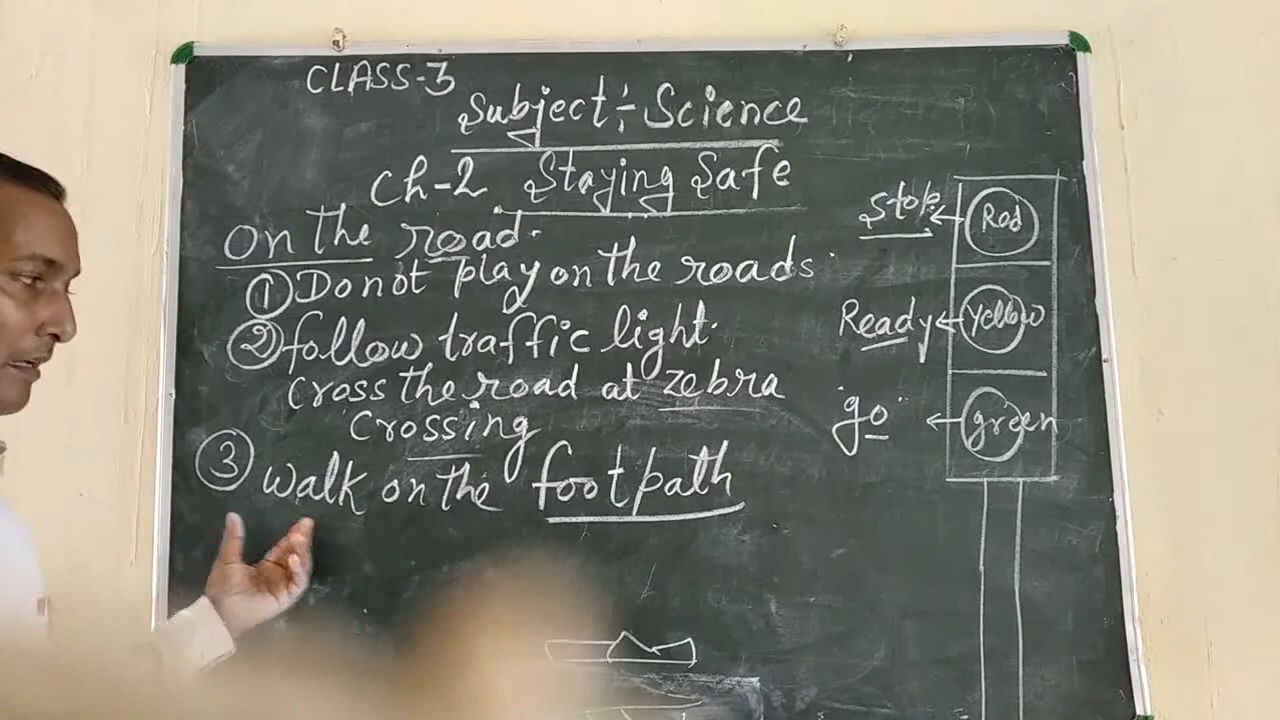 CLASS-3
Subject:- Science
Ch-2 Staying Safe
On the road.
① Do not play on the roads.
② follow traffic light.
Cross the road at zebra
Crossing
③ walk on the footpath
Stop. Red
Ready Yellow
go green